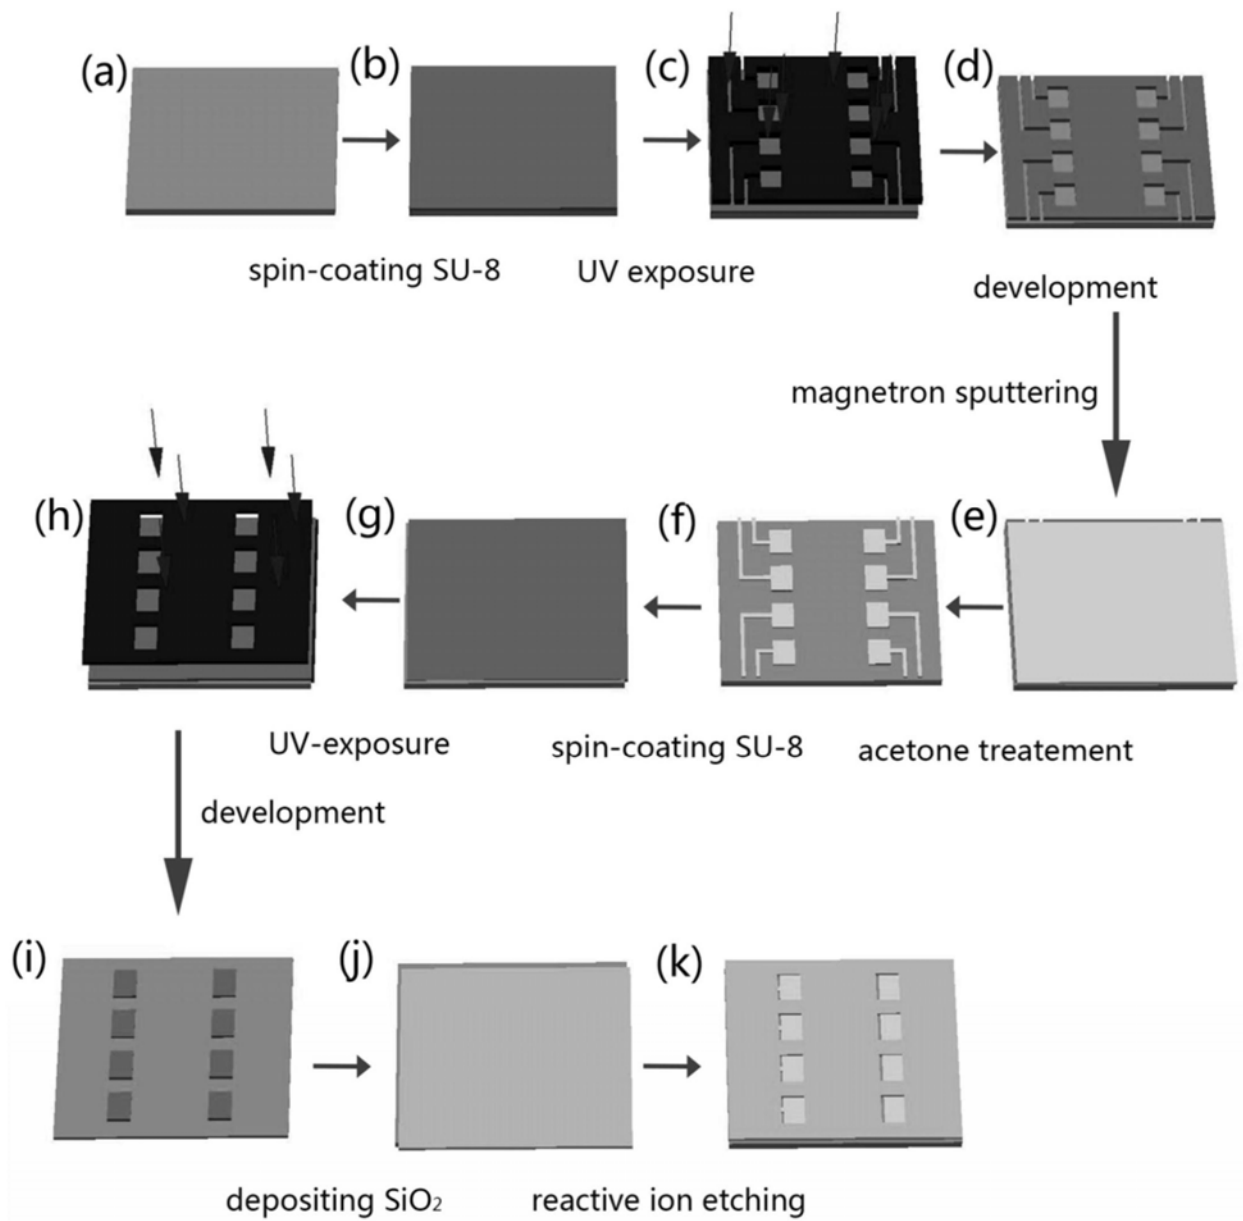 (a)
(b)
(c)
(d)
spin-coating SU-8
UV exposure
development
magnetron sputtering
(h)
(g)
(f)
(e)
UV-exposure
spin-coating SU-8
acetone treatement
development
(i)
(j)
(k)
depositing SiO₂
reactive ion etching